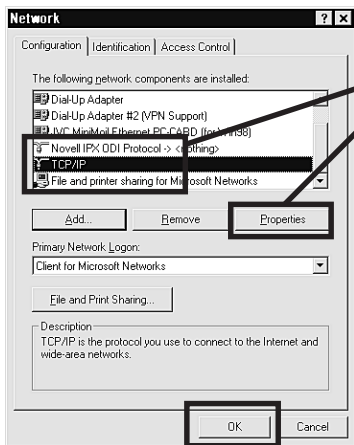 Network
Configuration Identification Access Control
The following network components are installed:
Dial-Up Adapter
Dial-Up Adapter #2 (VPN Support)
JVC MiniMoil Ethernet PC-CARD (for Win98)
Novell IPX ODI Protocol -> <nothing>
TCP/IP
File and printer sharing for Microsoft Networks
Add... Remove Properties
Primary Network Logon:
Client for Microsoft Networks
File and Print Sharing...
Description
TCP/IP is the protocol you use to connect to the Internet and
wide-area networks.
OK Cancel